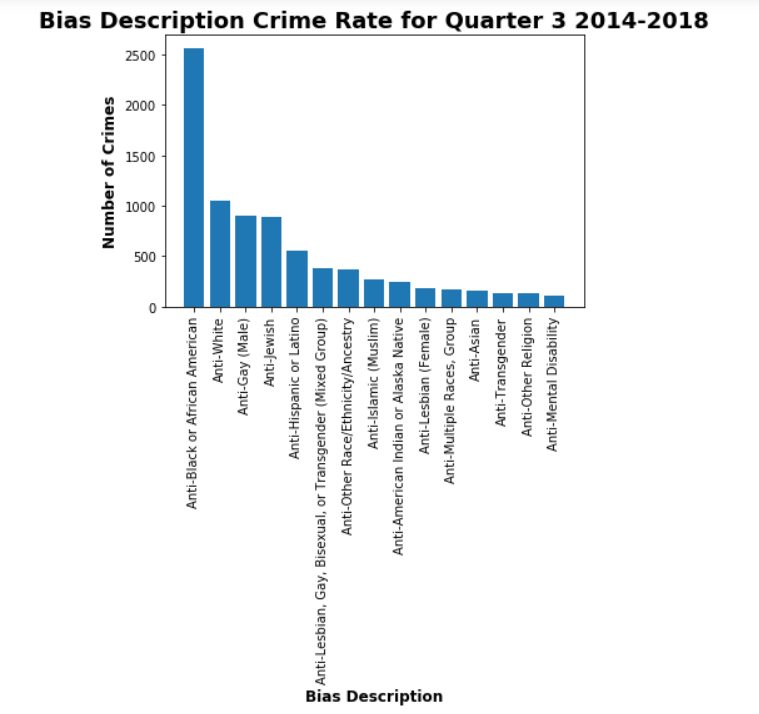 Bias Description Crime Rate for Quarter 3 2014-2018
Number of Crimes
2500
2000
1500
1000
500
0
Anti-Black or African American
Anti-White
Anti-Gay (Male)
Anti-Jewish
Anti-Hispanic or Latino
Anti-Lesbian, Gay, Bisexual, or Transgender (Mixed Group)
Anti-Other Race/Ethnicity/Ancestry
Anti-Islamic (Muslim)
Anti-American Indian or Alaska Native
Anti-Lesbian (Female)
Anti-Multiple Races, Group
Anti-Asian
Anti-Transgender
Anti-Other Religion
Anti-Mental Disability
Bias Description